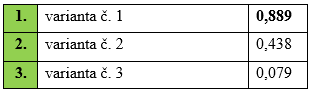 1. varianta č. 1 0,889
2. varianta č. 2 0,438
3. varianta č. 3 0,079